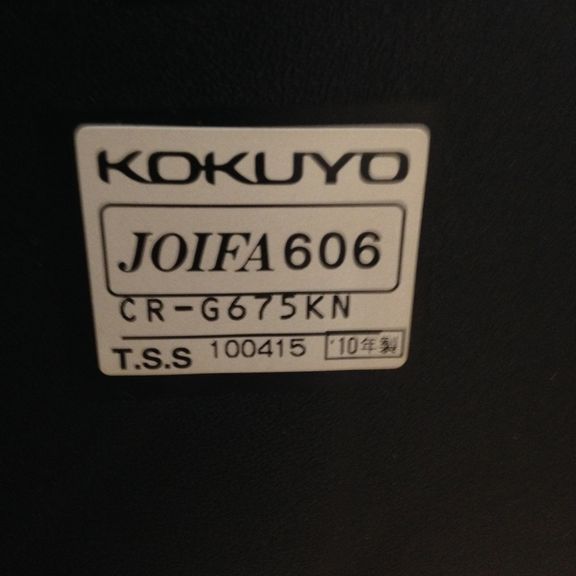 KOKUYO
JOIFA 606
CR-G675KN
T.S.S 100415 '10年製